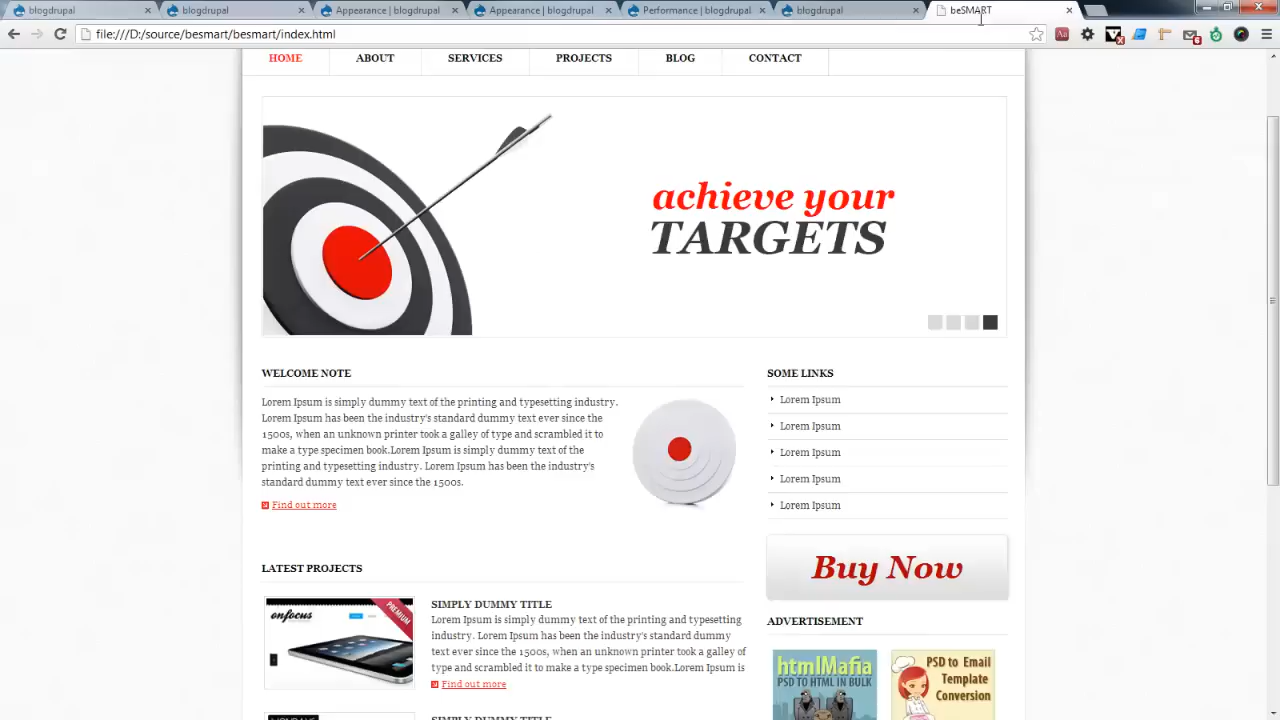 blogdrupal
blogdrupal
Appearance | blogdrupal
Appearance | blogdrupal
Performance | blogdrupal
blogdrupal
beSMART
file:///D:/source/besmart/besmart/index.html
HOME
ABOUT
SERVICES
PROJECTS
BLOG
CONTACT
achieve your
TARGETS
WELCOME NOTE
Lorem Ipsum is simply dummy text of the printing and typesetting industry.
Lorem Ipsum has been the industry's standard dummy text ever since the
1500s, when an unknown printer took a galley of type and scrambled it to
make a type specimen book.Lorem Ipsum is simply dummy text of the
printing and typesetting industry. Lorem Ipsum has been the industry's
standard dummy text ever since the 1500s.
Find out more
SOME LINKS
Lorem Ipsum
Lorem Ipsum
Lorem Ipsum
Lorem Ipsum
Lorem Ipsum
Buy Now
LATEST PROJECTS
onfocus
PREMIUM
SIMPLY DUMMY TITLE
Lorem Ipsum is simply dummy text of the printing and typesetting
industry. Lorem Ipsum has been the industry's standard dummy
text ever since the 1500s, when an unknown printer took a galley of
type and scrambled it to make a type specimen book.Lorem Ipsum is
Find out more
SIMPLY DUMMY TITLE
ADVERTISEMENT
htmlMafia
PSD TO HTML IN BULK
PSD to Email
Template
Conversion